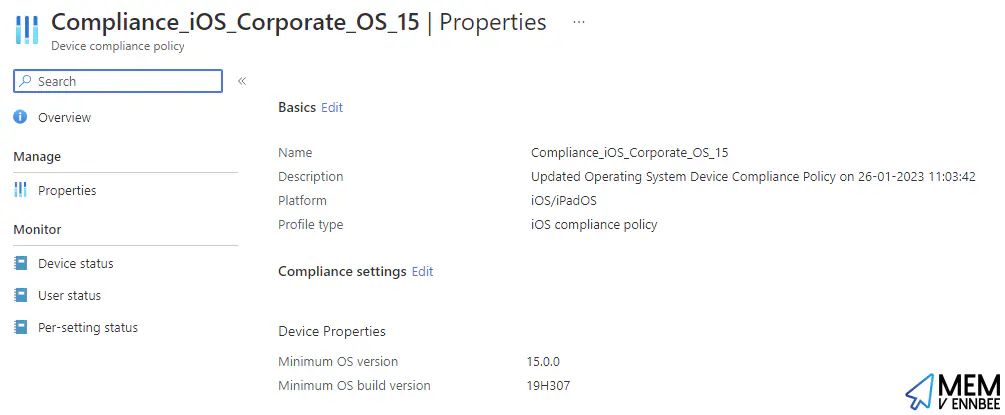 Compliance_iOS_Corporate_OS_15 | Properties ...
Device compliance policy
Search «
Overview
Manage
Properties
Monitor
Device status
User status
Per-setting status
Basics Edit
Name Compliance_iOS_Corporate_OS_15
Description Updated Operating System Device Compliance Policy on 26-01-2023 11:03:42
Platform iOS/iPadOS
Profile type iOS compliance policy
Compliance settings Edit
Device Properties
Minimum OS version 15.0.0
Minimum OS build version 19H307
MEM
V ENNBEE